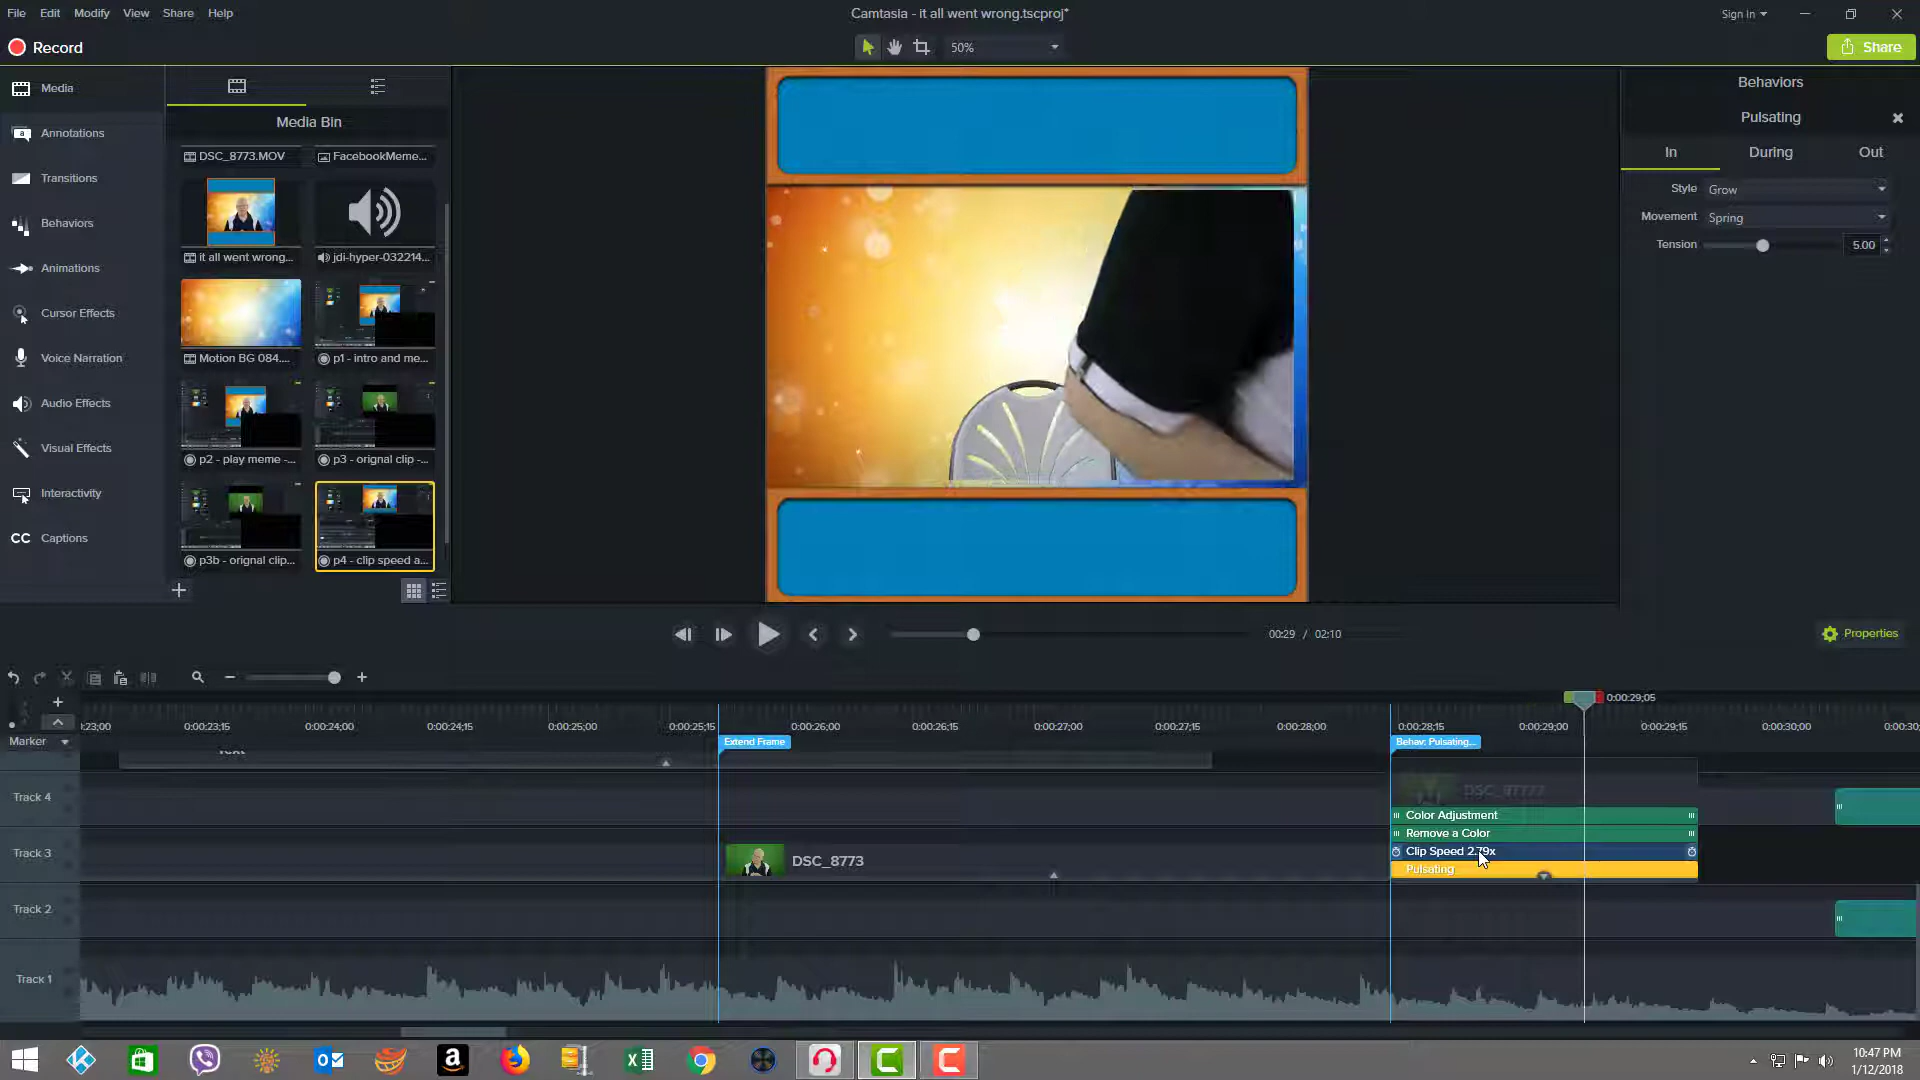 File Edit Modify View Share Help
Camtasia - it all went wrong.tscproj*
Sign In
Record
50%
Share
Media
Annotations
Transitions
Behaviors
Animations
Cursor Effects
Voice Narration
Audio Effects
Visual Effects
Interactivity
CC Captions
Media Bin
DSC_8773.MOV
FacebookMeme...
it all went wrong...
jdi-hyper-032214...
Motion BG 084....
p1 - intro and me...
p2 - play meme -...
p3 - orignal clip -...
p3b - orignal clip...
p4 - clip speed a...
Behaviors
Pulsating
In During Out
Style Grow
Movement Spring
Tension 5.00
00:29 / 02:10
Properties
0:00:29;05
:23;00 0:00:23;15 0:00:24;00 0:00:24;15 0:00:25;00 0:00:25;15 0:00:26;00 0:00:26;15 0:00:27;00 0:00:27;15 0:00:28;00 0:00:28;15 0:00:29;00 0:00:29;15 0:00:30;00 0:00:30;
Marker
Extend Frame
Behav: Pulsating...
Text
Track 4
Color Adjustment
Remove a Color
Track 3
DSC_8773
Clip Speed 2.79x
Pulsating
Track 2
Track 1
10:47 PM
1/12/2018